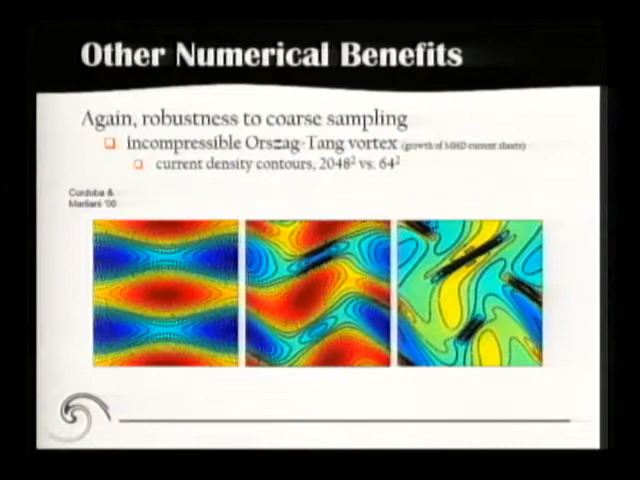 Other Numerical Benefits
Again, robustness to coarse sampling
incompressible Orszag-Tang vortex (growth of MHD current sheets)
current density contours, 2048² vs. 64²
Cordoba &
Marliani '00